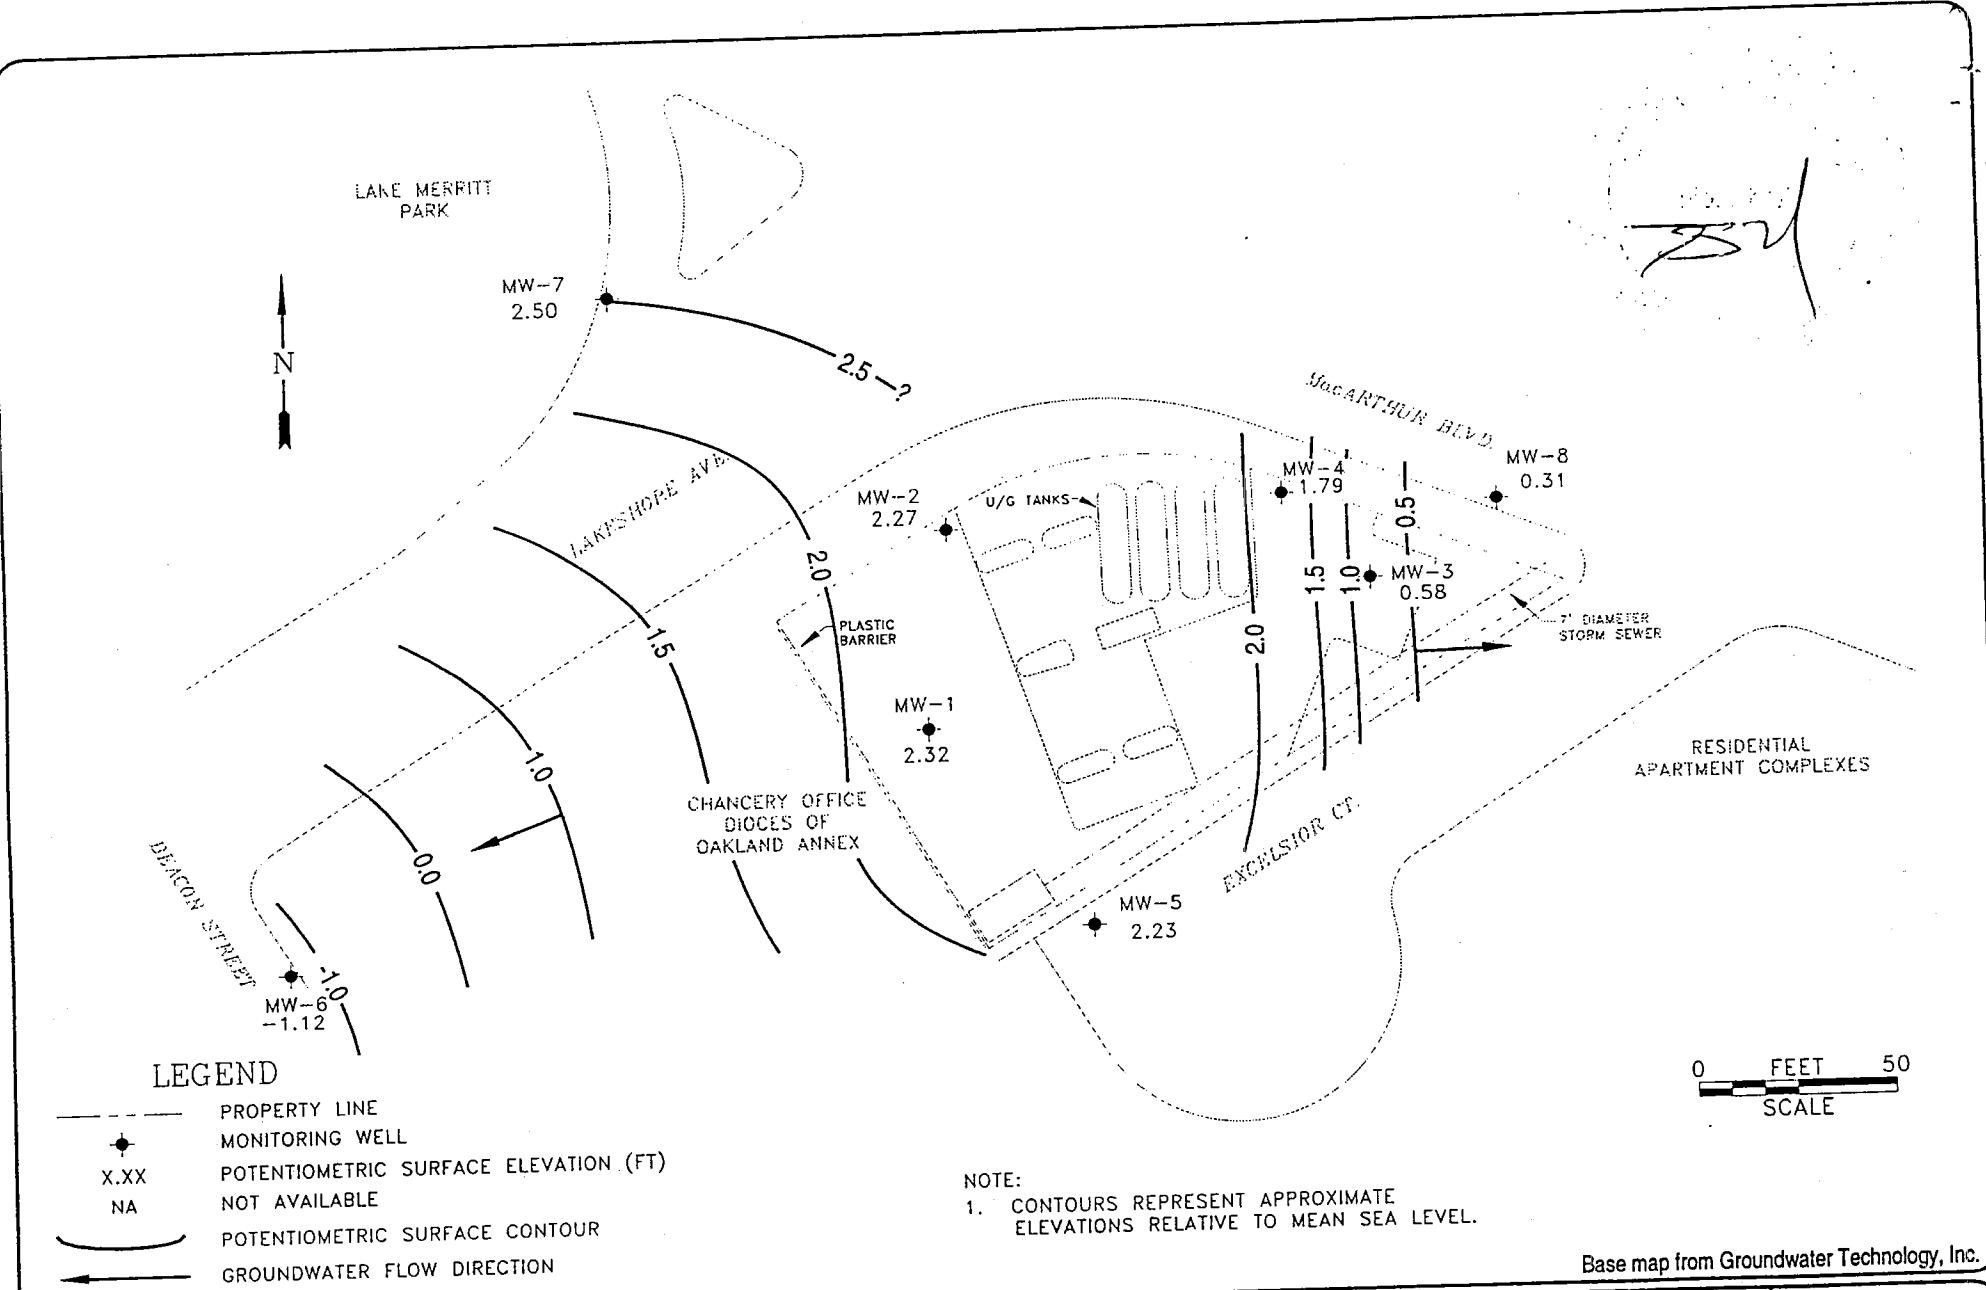 LAKE MERRITT
PARK
MW-7
2.50
N
2.5
?
MacARTHUR BLVD.
LAKESHORE AVE.
MW-8
0.31
MW-4
1.79
MW-2
2.27
U/G TANKS
0.5
2.0
1.5
1.0
MW-3
0.58
PLASTIC
BARRIER
7' DIAMETER
STORM SEWER
1.5
2.0
MW-1
2.32
RESIDENTIAL
APARTMENT COMPLEXES
1.0
CHANCERY OFFICE
DIOCES OF
OAKLAND ANNEX
EXCELSIOR CT.
0.0
BEACON STREET
MW-5
2.23
-1.0
MW-6
-1.12
LEGEND
PROPERTY LINE
MONITORING WELL
X.XX POTENTIOMETRIC SURFACE ELEVATION (FT)
NA NOT AVAILABLE
POTENTIOMETRIC SURFACE CONTOUR
GROUNDWATER FLOW DIRECTION
0 FEET 50
SCALE
NOTE:
1. CONTOURS REPRESENT APPROXIMATE
ELEVATIONS RELATIVE TO MEAN SEA LEVEL.
Base map from Groundwater Technology, Inc.